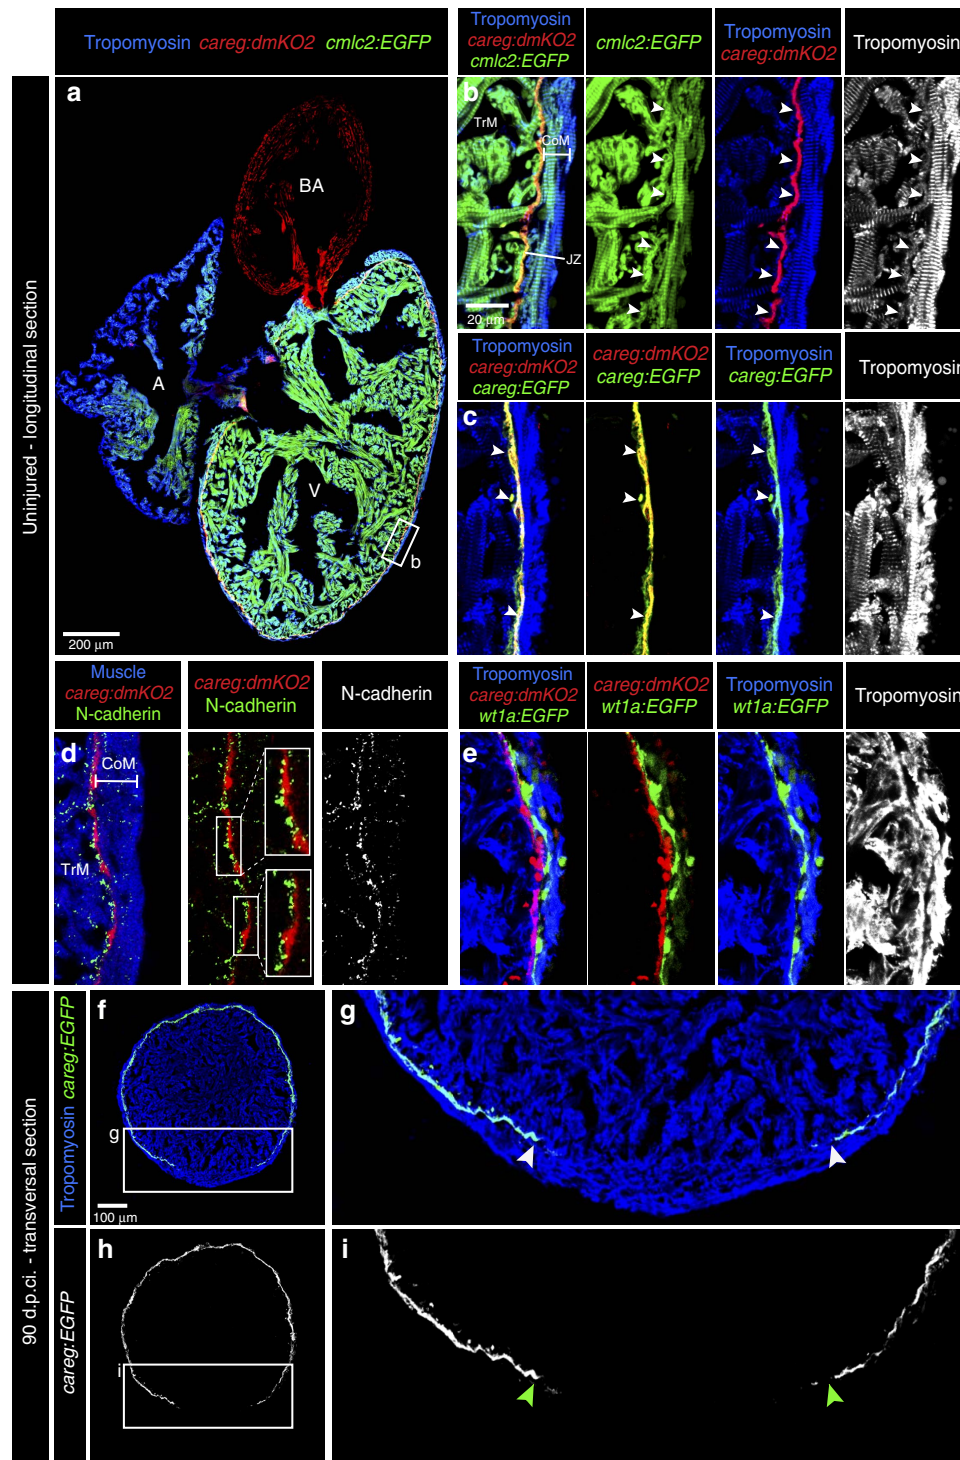 Tropomyosin careg:dmKO2 cmlc2:EGFP
Tropomyosin
careg:dmKO2
cmlc2:EGFP
cmlc2:EGFP
Tropomyosin
careg:dmKO2
Tropomyosin
Uninjured - longitudinal section
a
BA
A
V
b
200 µm
b
TrM
CoM
JZ
20 µm
Tropomyosin
careg:dmKO2
careg:EGFP
careg:dmKO2
careg:EGFP
Tropomyosin
careg:EGFP
Tropomyosin
c
Muscle
careg:dmKO2
N-cadherin
careg:dmKO2
N-cadherin
N-cadherin
d
CoM
TrM
Tropomyosin
careg:dmKO2
wt1a:EGFP
careg:dmKO2
wt1a:EGFP
Tropomyosin
wt1a:EGFP
Tropomyosin
e
90 d.p.ci. - transversal section
Tropomyosin careg:EGFP
f
g
100 µm
g
careg:EGFP
h
i
i